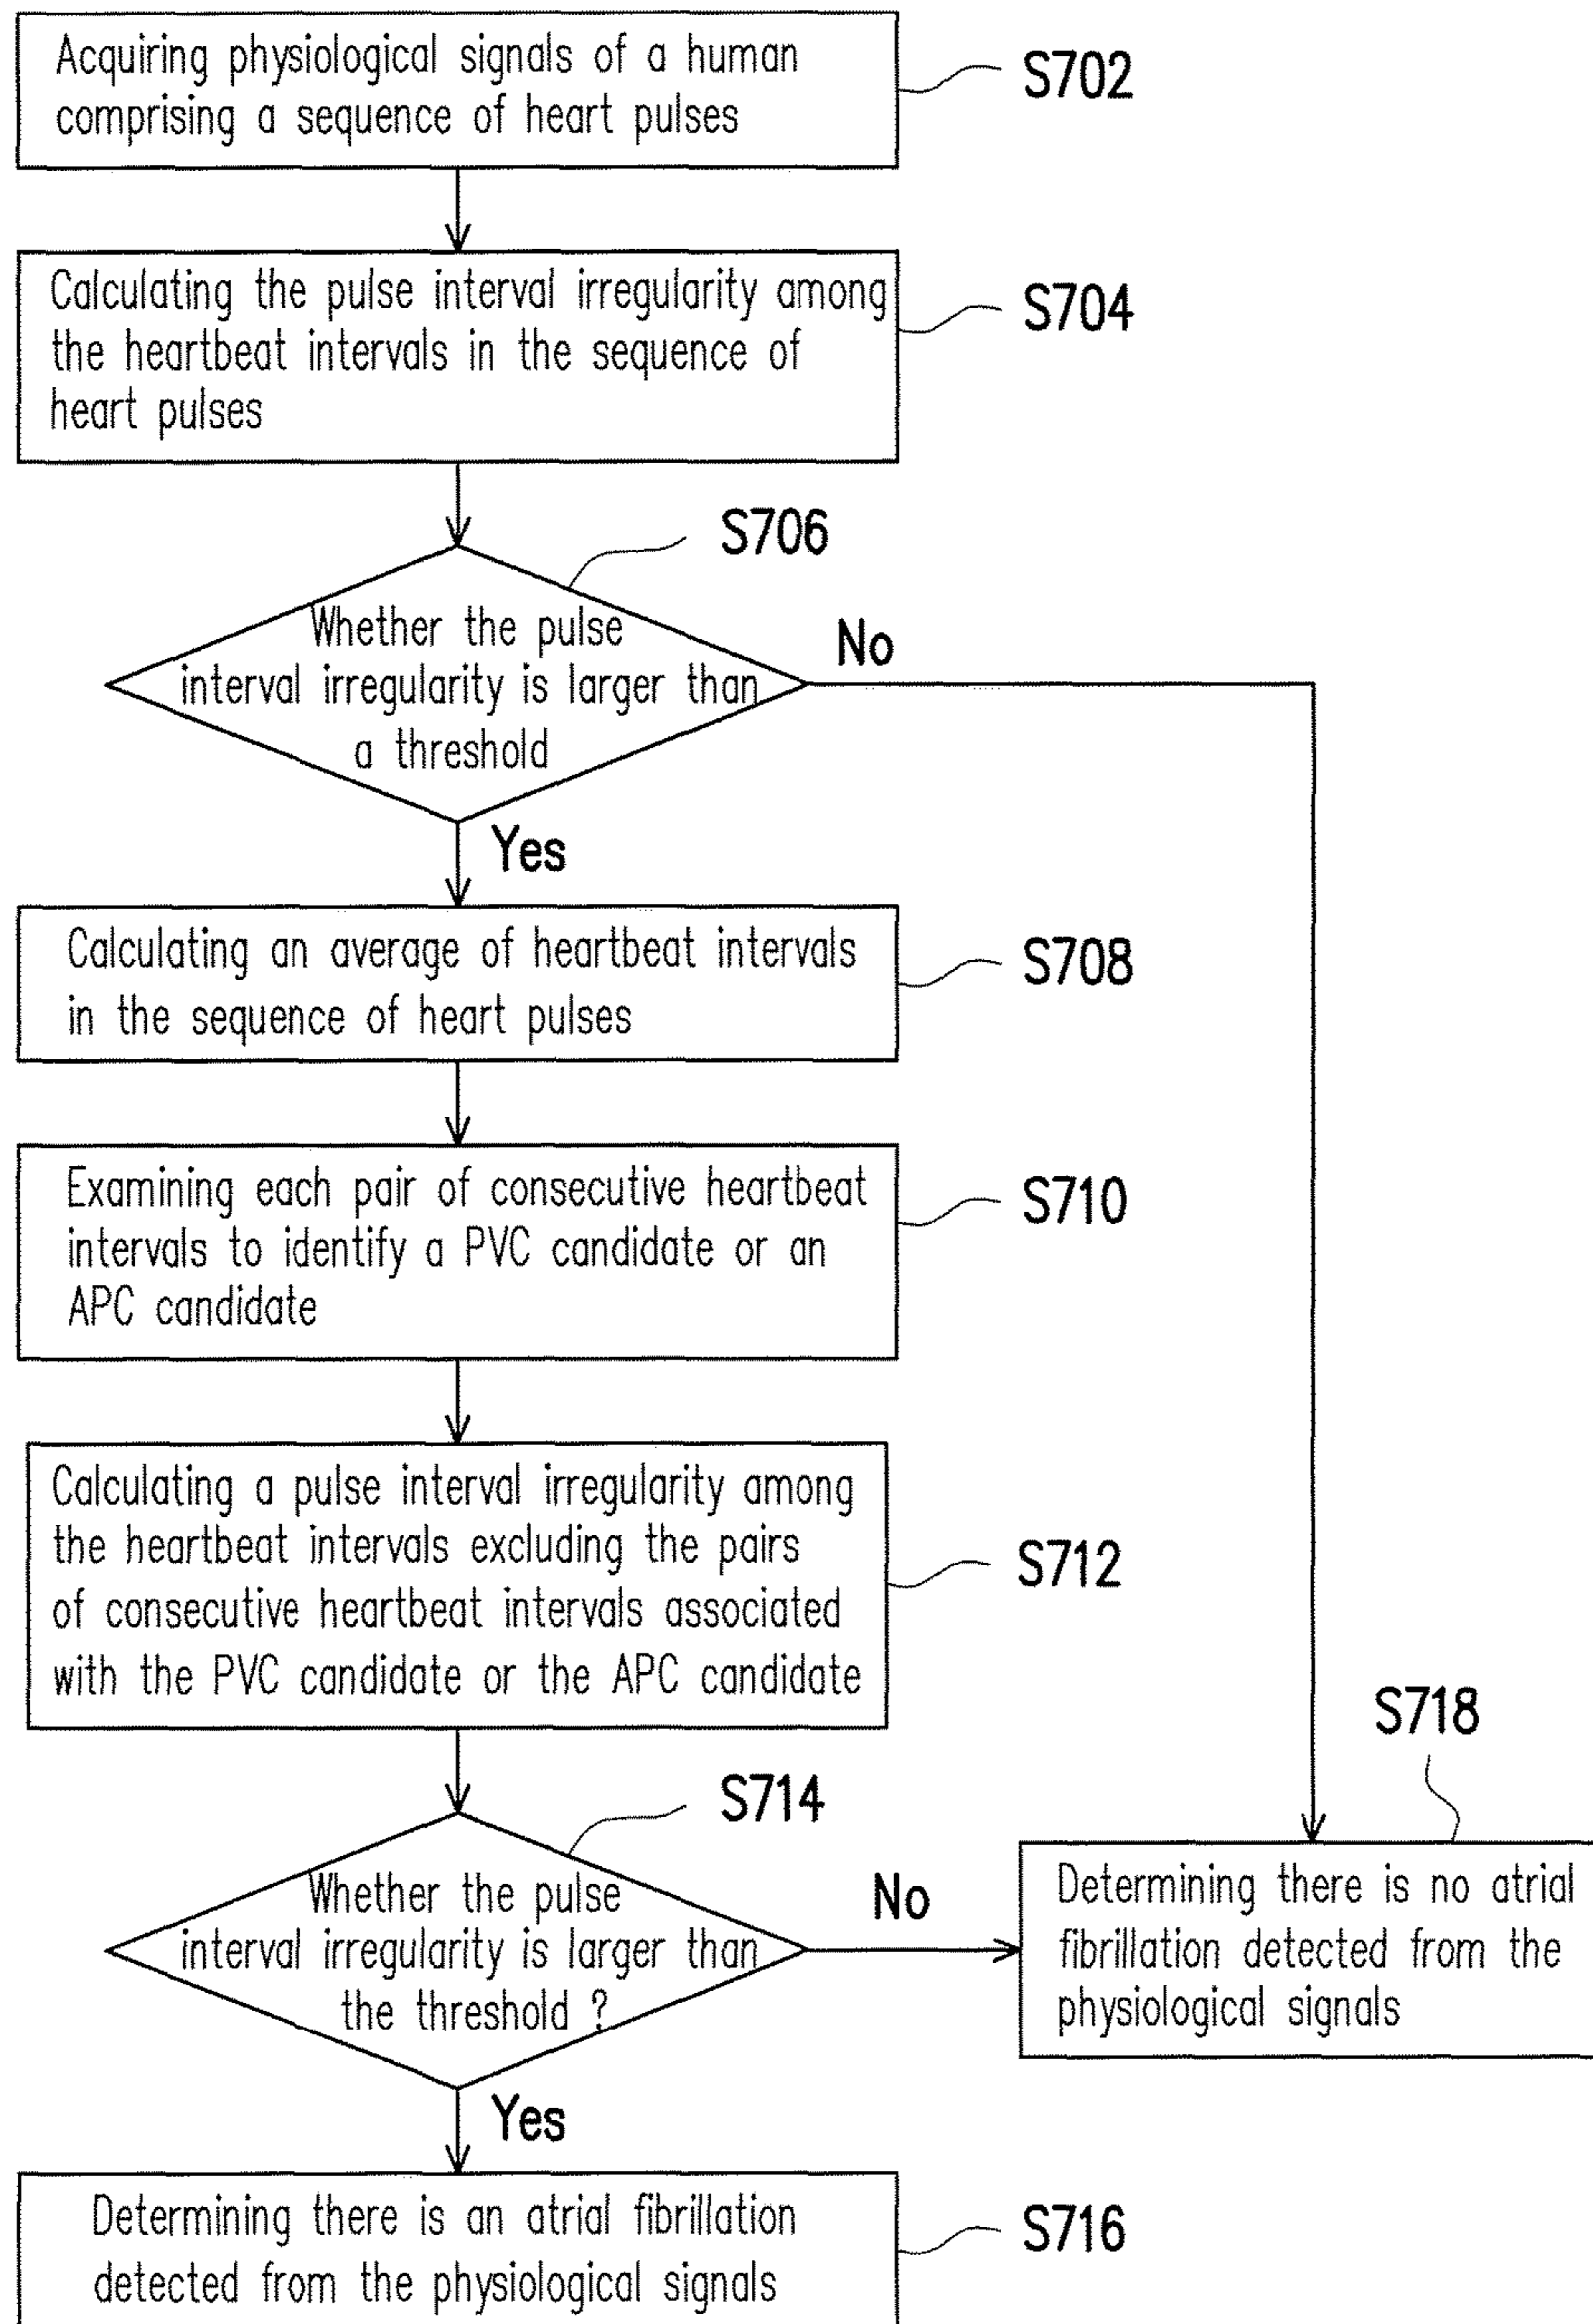 Acquiring physiological signals of a human
comprising a sequence of heart pulses
S702
Calculating the pulse interval irregularity among
the heartbeat intervals in the sequence of
heart pulses
S704
S706
Whether the pulse
interval irregularity is larger than
a threshold
No
Yes
Calculating an average of heartbeat intervals
in the sequence of heart pulses
S708
Examining each pair of consecutive heartbeat
intervals to identify a PVC candidate or an
APC candidate
S710
Calculating a pulse interval irregularity among
the heartbeat intervals excluding the pairs
of consecutive heartbeat intervals associated
with the PVC candidate or the APC candidate
S712
S714
Whether the pulse
interval irregularity is larger than
the threshold ?
No
Yes
S718
Determining there is no atrial
fibrillation detected from the
physiological signals
Determining there is an atrial fibrillation
detected from the physiological signals
S716